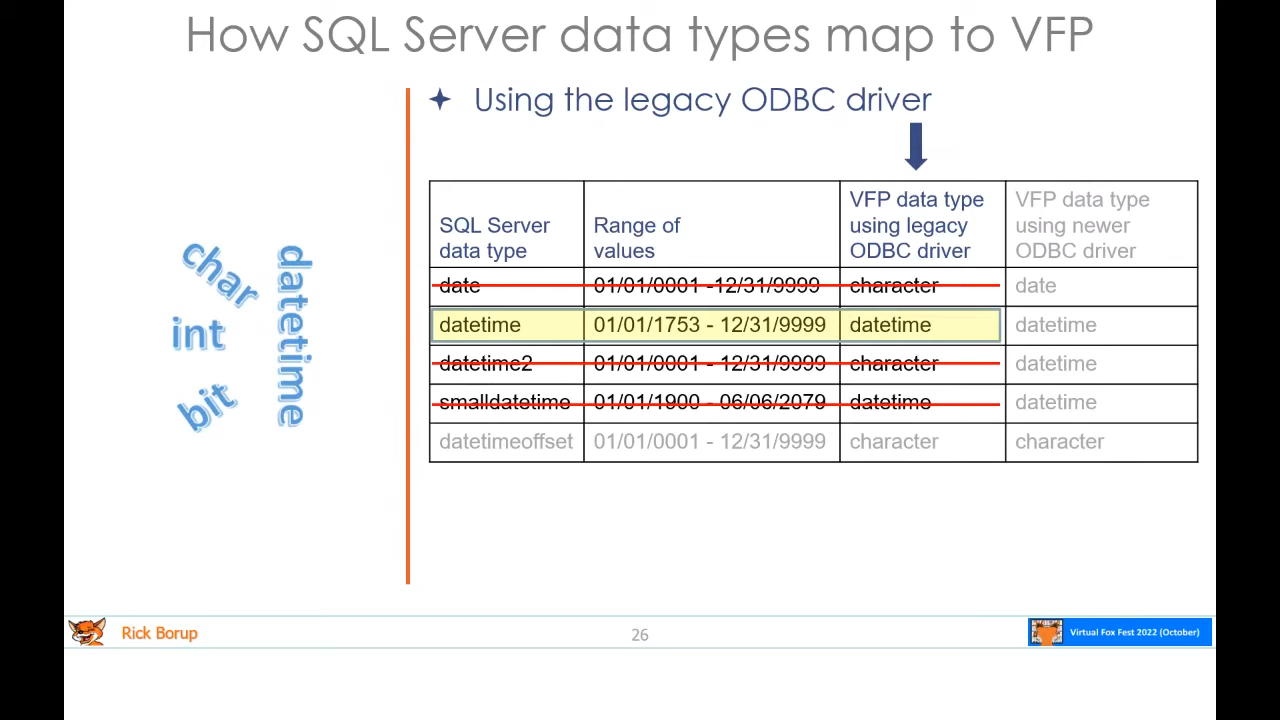 How SQL Server data types map to VFP
Using the legacy ODBC driver
char
int
bit
datetime
SQL Server data type Range of values VFP data type using legacy ODBC driver VFP data type using newer ODBC driver
date 01/01/0001 -12/31/9999 character date
datetime 01/01/1753 - 12/31/9999 datetime datetime
datetime2 01/01/0001 - 12/31/9999 character datetime
smalldatetime 01/01/1900 - 06/06/2079 datetime datetime
datetimeoffset 01/01/0001 - 12/31/9999 character character
Rick Borup
26
Virtual Fox Fest 2022 (October)